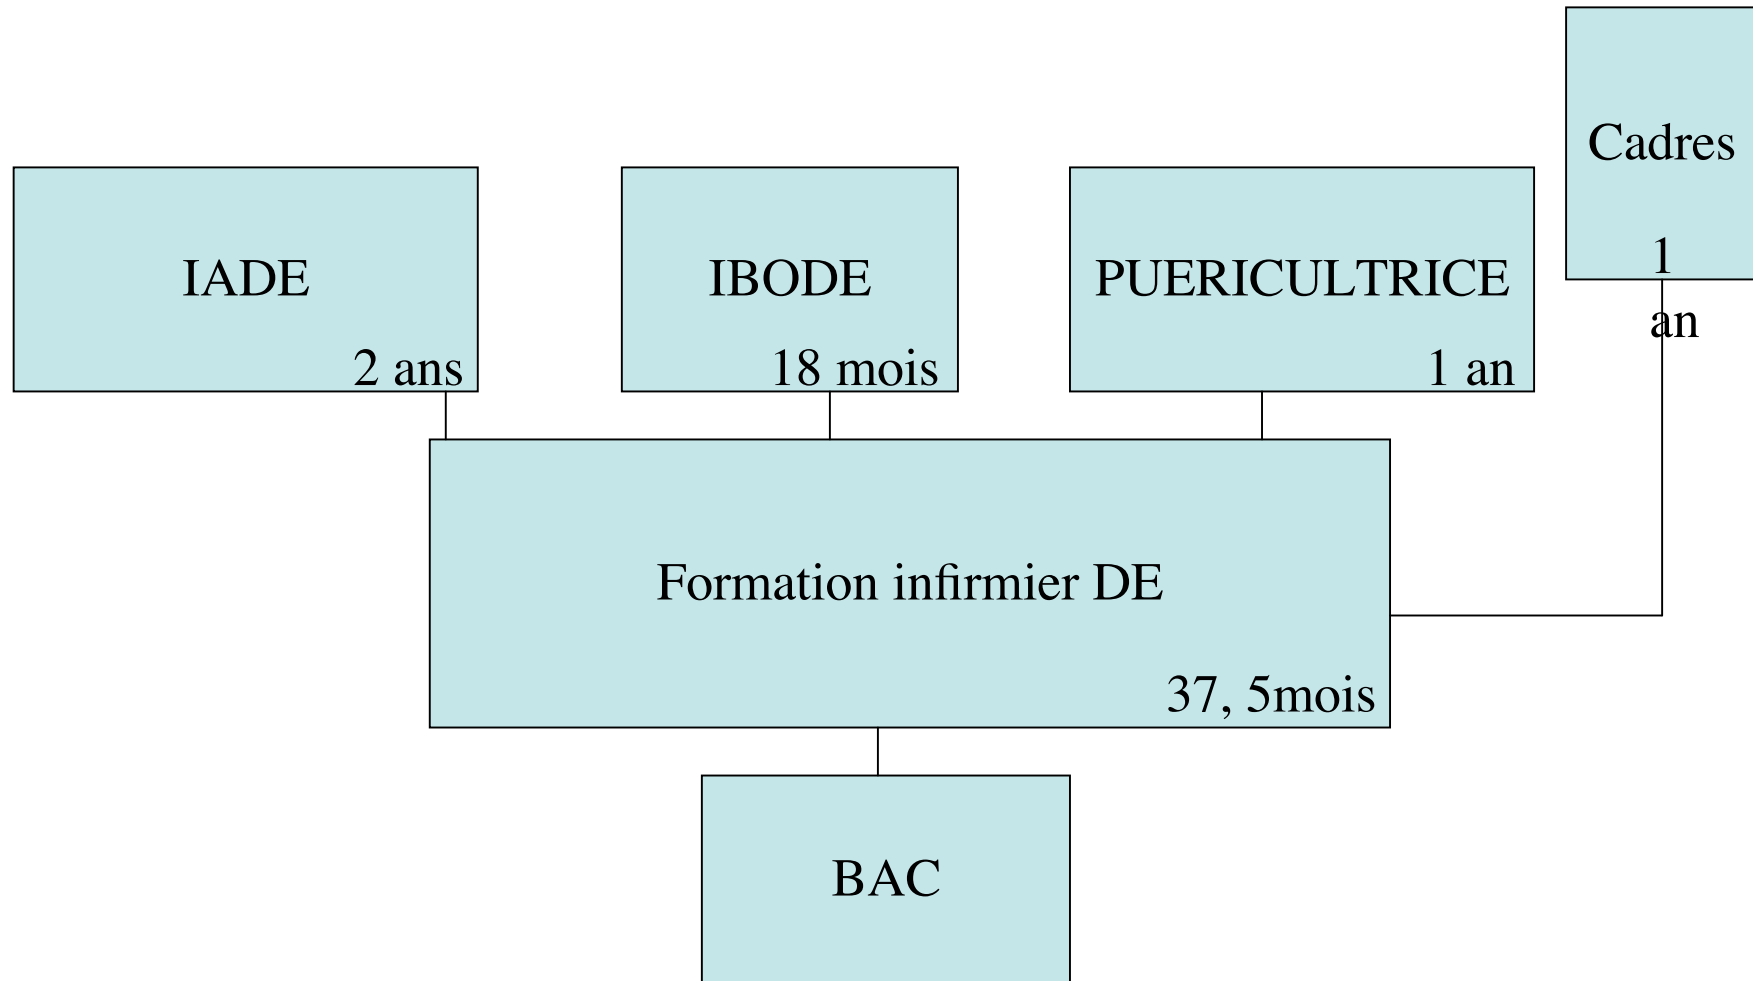 Cadres
1
an
IADE
2 ans
IBODE
18 mois
PUERICULTRICE
1 an
Formation infirmier DE
37, 5mois
BAC